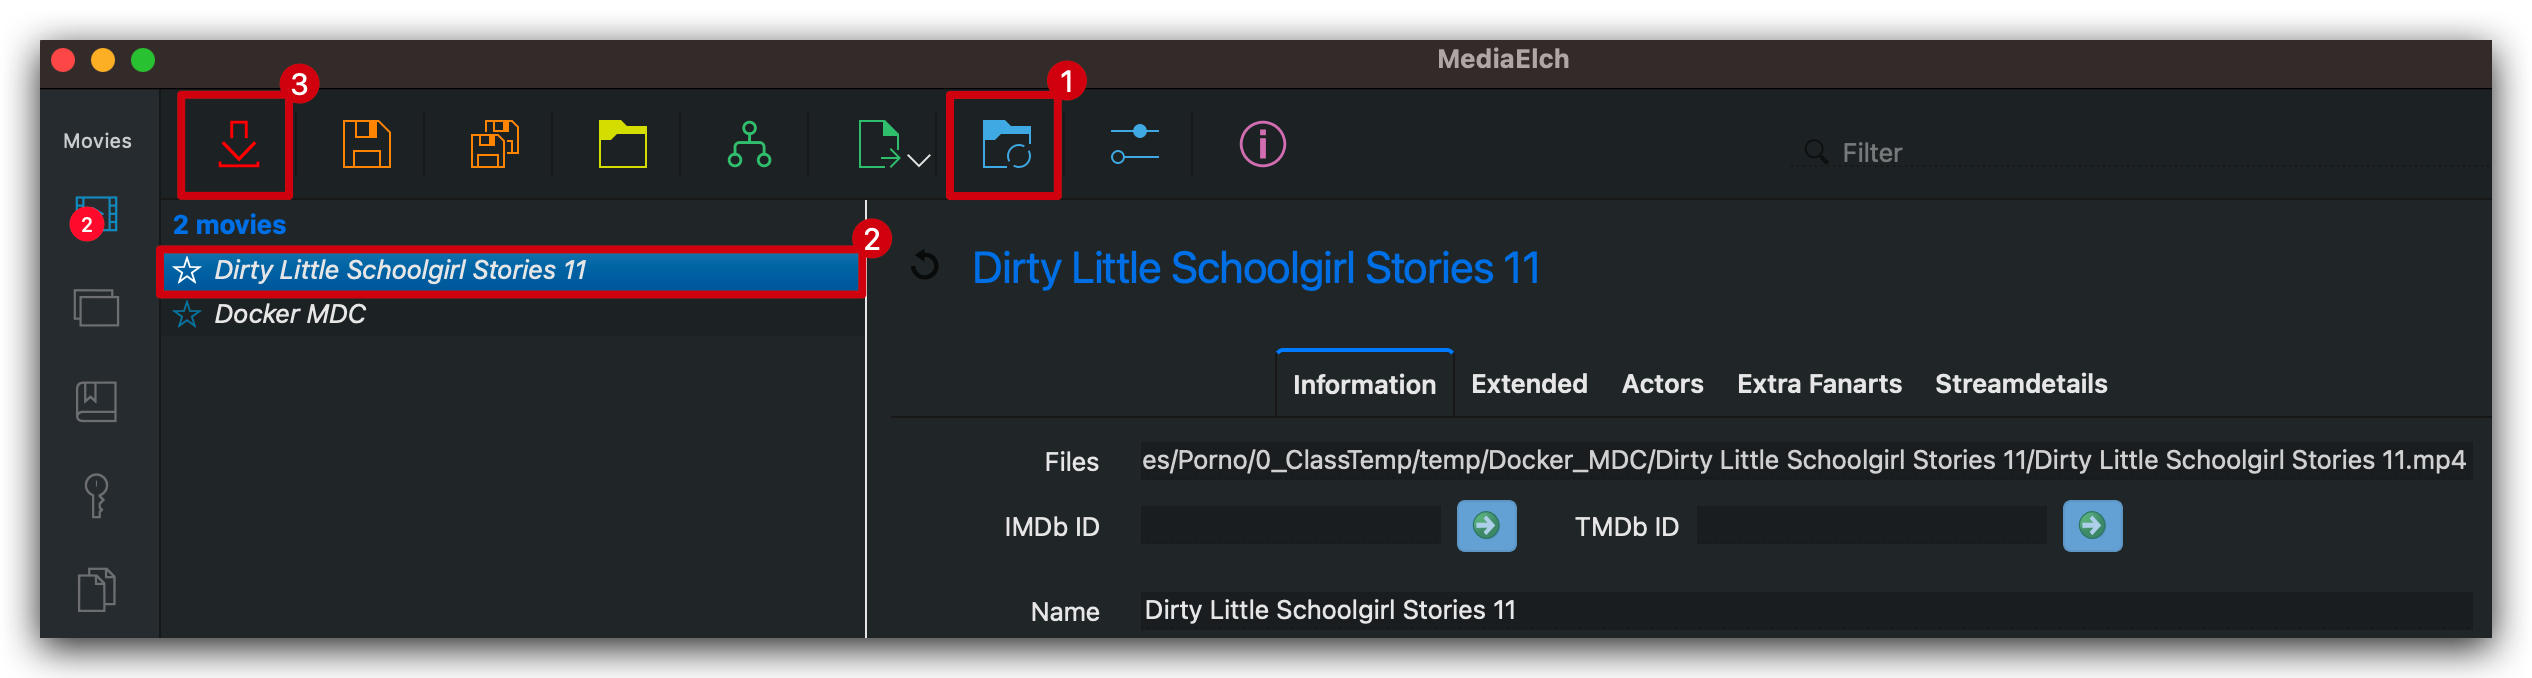 MediaElch
3
1
Movies
Filter
2
2 movies
2
Dirty Little Schoolgirl Stories 11
Docker MDC
Dirty Little Schoolgirl Stories 11
Information Extended Actors Extra Fanarts Streamdetails
Files es/Porno/0_ClassTemp/temp/Docker_MDC/Dirty Little Schoolgirl Stories 11/Dirty Little Schoolgirl Stories 11.mp4
IMDb ID TMDb ID
Name Dirty Little Schoolgirl Stories 11